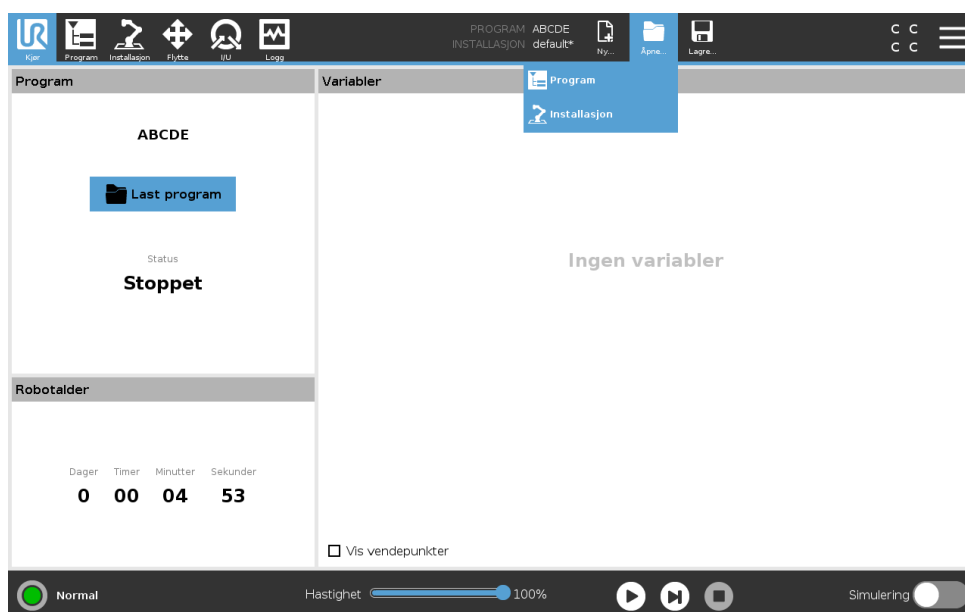 UR
Kjør
Program
Installasjon
Flytte
I/U
Logg
PROGRAM ABCDE
INSTALLASJON default*
Ny...
Åpne...
Lagre...
C C
C C
Program
Installasjon
Program
ABCDE
Last program
Status
Stoppet
Variabler
Ingen variabler
Vis vendepunkter
Robotalder
Dager Timer Minutter Sekunder
0 00 04 53
Normal
Hastighet 100%
Simulering